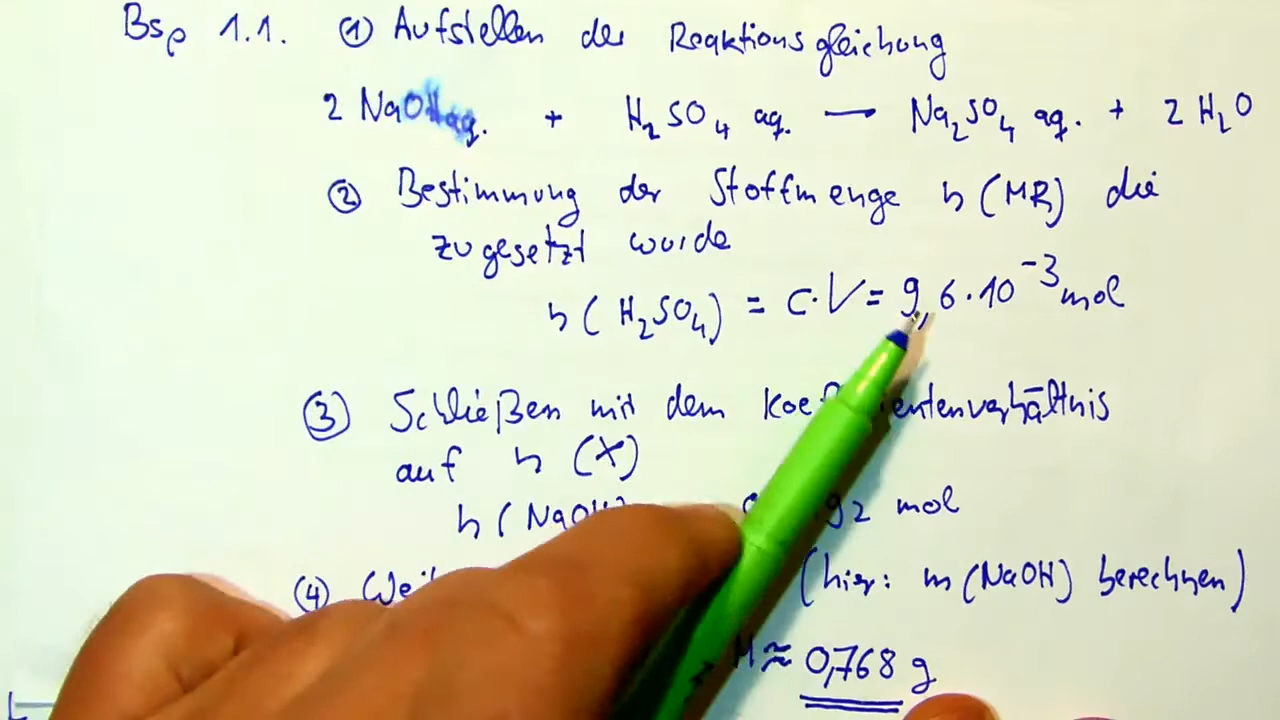 Bsp 1.1. ① Aufstellen der Reaktionsgleichung
2 NaOH aq. + H₂SO₄ aq. → Na₂SO₄ aq. + 2 H₂O
② Bestimmung der Stoffmenge n (MR) die
zugesetzt wurde
n (H₂SO₄) = c·V = 9,6·10⁻³ mol
③ Schließen mit dem
auf n (X)
n (NaOH) 92 mol
(4) (hier: m (NaOH) berechnen)
M ≈ 0,768 g